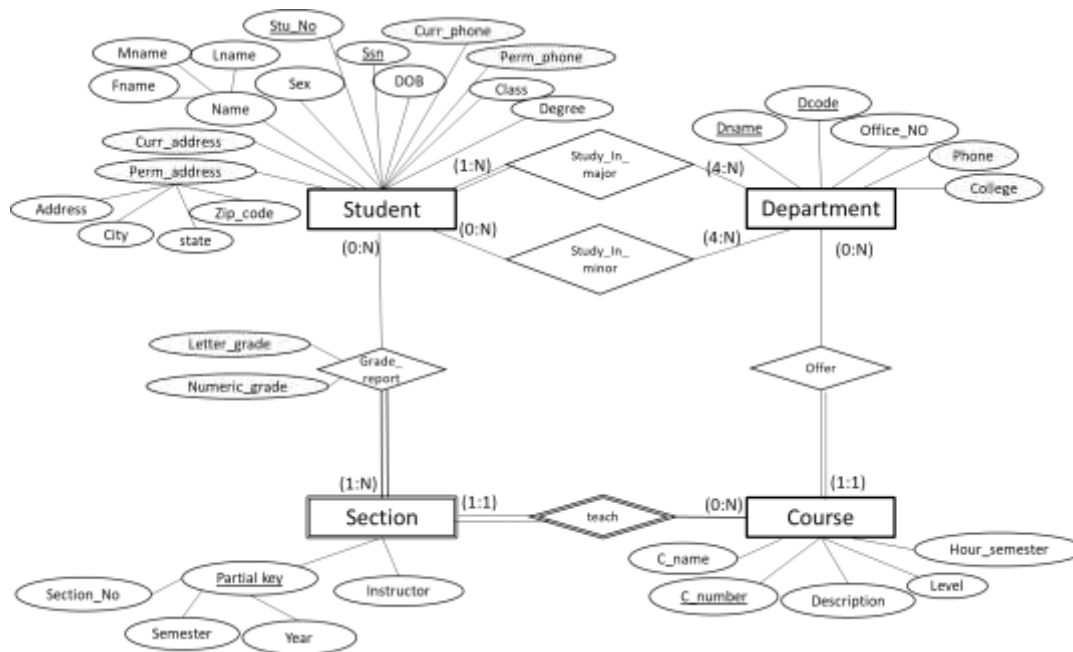 Stu_No
Curr_phone
Mname
Lname
Ssn
Perm_phone
Fname
Sex
DOB
Class
Name
Degree
Dcode
Dname
Office_NO
Phone
College
Curr_address
Perm_address
Address
City
state
Zip_code
Student
(1:N)
Study_In_
major
(4:N)
Department
(0:N)
Study_In_
minor
(4:N)
(0:N)
(0:N)
Letter_grade
Numeric_grade
Grade_
report
Offer
(1:N)
(1:1)
(0:N)
(1:1)
Section
teach
Course
Section_No
Partial key
Instructor
Semester
Year
C_name
C_number
Description
Level
Hour_semester